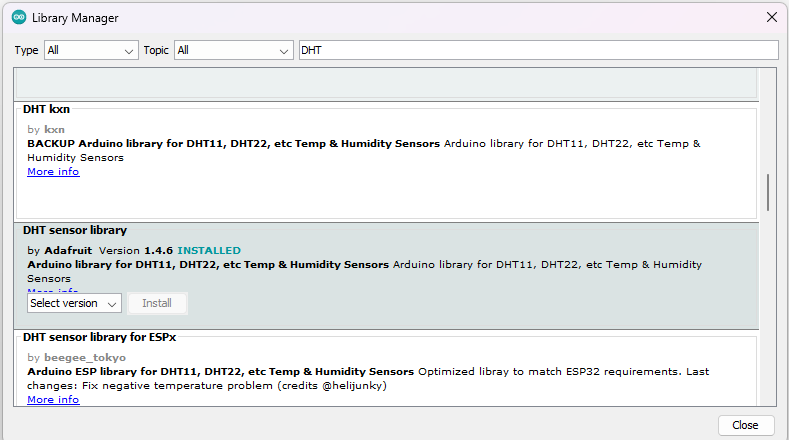 Library Manager
Type All Topic All DHT
DHT kxn
by kxn
BACKUP Arduino library for DHT11, DHT22, etc Temp & Humidity Sensors Arduino library for DHT11, DHT22, etc Temp &
Humidity Sensors
More info
DHT sensor library
by Adafruit Version 1.4.6 INSTALLED
Arduino library for DHT11, DHT22, etc Temp & Humidity Sensors Arduino library for DHT11, DHT22, etc Temp & Humidity
Sensors
More info
Select version Install
DHT sensor library for ESPx
by beegee_tokyo
Arduino ESP library for DHT11, DHT22, etc Temp & Humidity Sensors Optimized libray to match ESP32 requirements. Last
changes: Fix negative temperature problem (credits @helijunky)
More info
Close